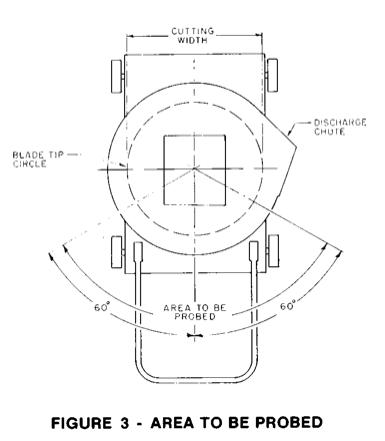 CUTTING
WIDTH
DISCHARGE
CHUTE
BLADE TIP
CIRCLE
60°
AREA TO BE
PROBED
60°
FIGURE 3 - AREA TO BE PROBED